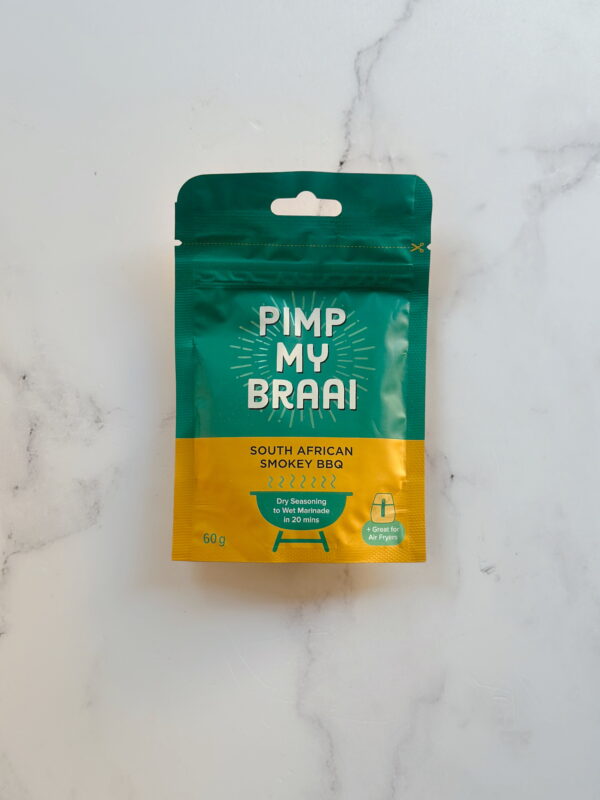 PIMP
MY
BRAAI
SOUTH AFRICAN
SMOKEY BBQ
Dry Seasoning
to Wet Marinade
in 20 mins
+ Great for
Air Fryers
60g